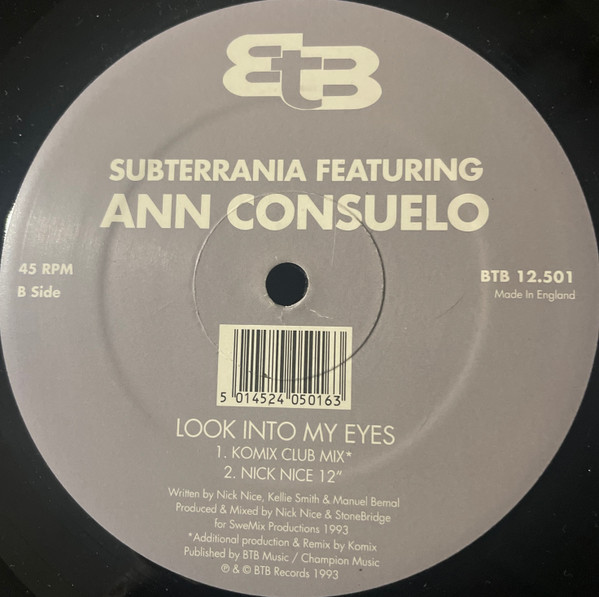 BtB
SUBTERRANIA FEATURING
ANN CONSUELO
45 RPM
B Side
BTB 12.501
Made In England
5 014524 050163
LOOK INTO MY EYES
1. KOMIX CLUB MIX*
2. NICK NICE 12"
Written by Nick Nice, Kellie Smith & Manuel Bernal
Produced & Mixed by Nick Nice & StoneBridge
for SweMix Productions 1993
*Additional production & Remix by Komix
Published by BTB Music / Champion Music
℗ & © BTB Records 1993